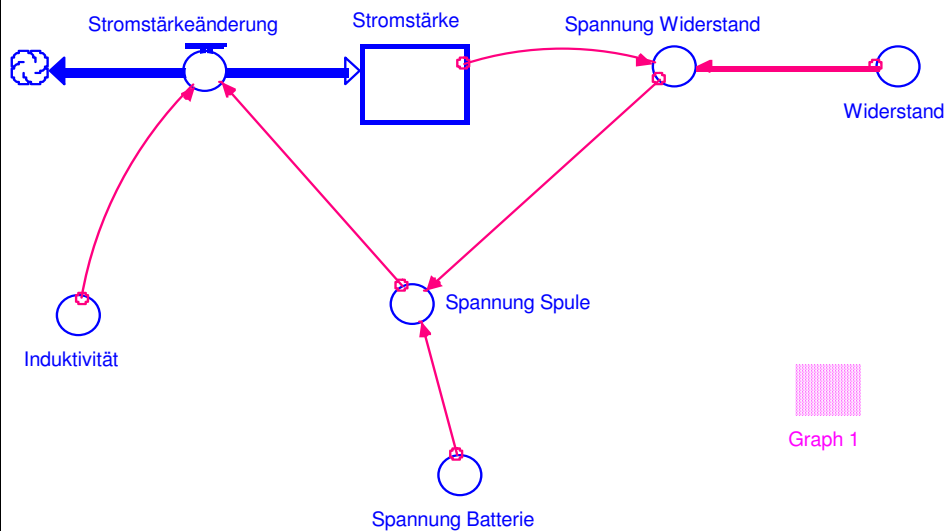 Stromstärkeänderung
Stromstärke
Spannung Widerstand
Widerstand
Spannung Spule
Induktivität
Graph 1
Spannung Batterie